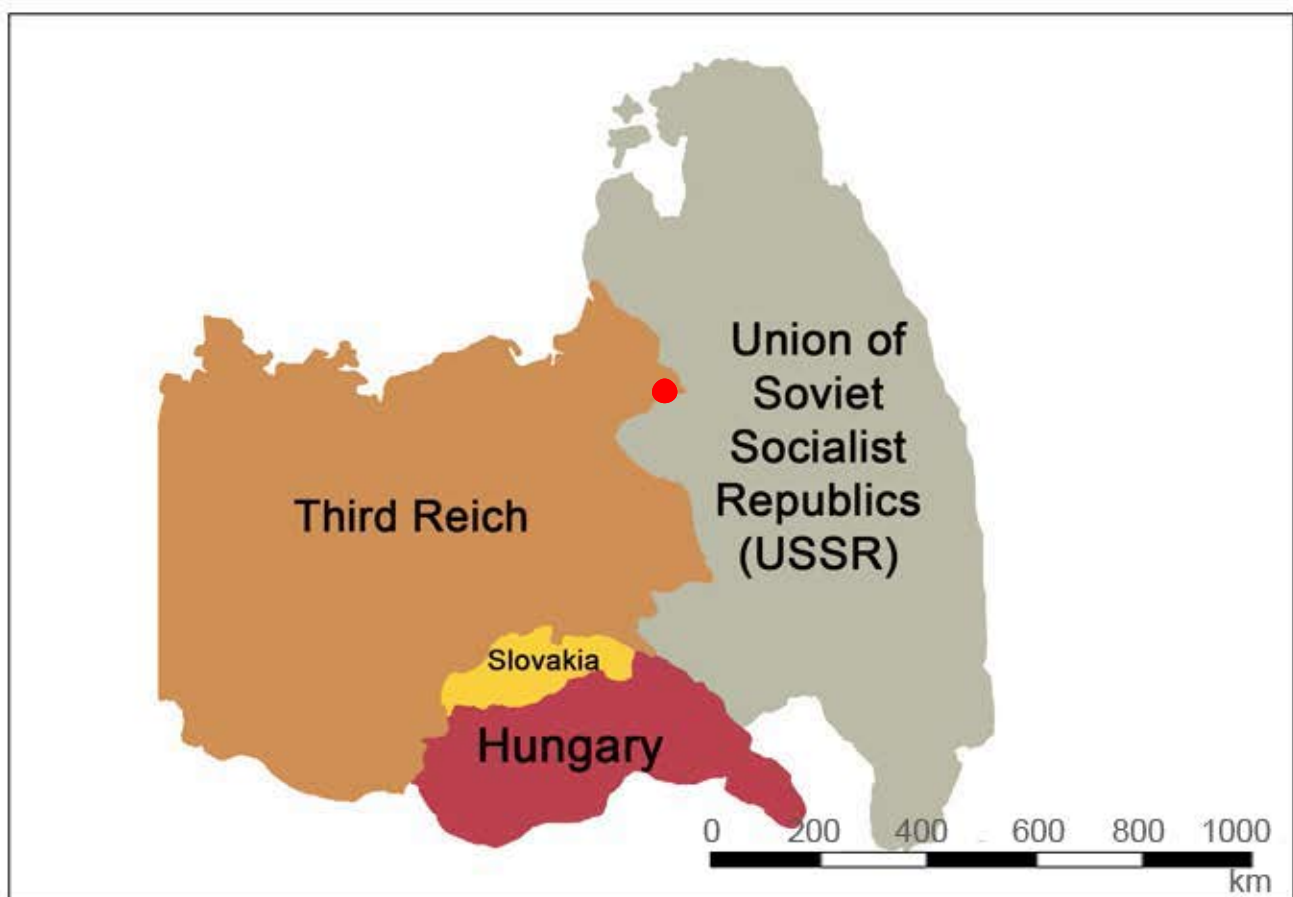 Union of
Soviet
Socialist
Republics
(USSR)
Third Reich
Slovakia
Hungary
0 200 400 600 800 1000
km